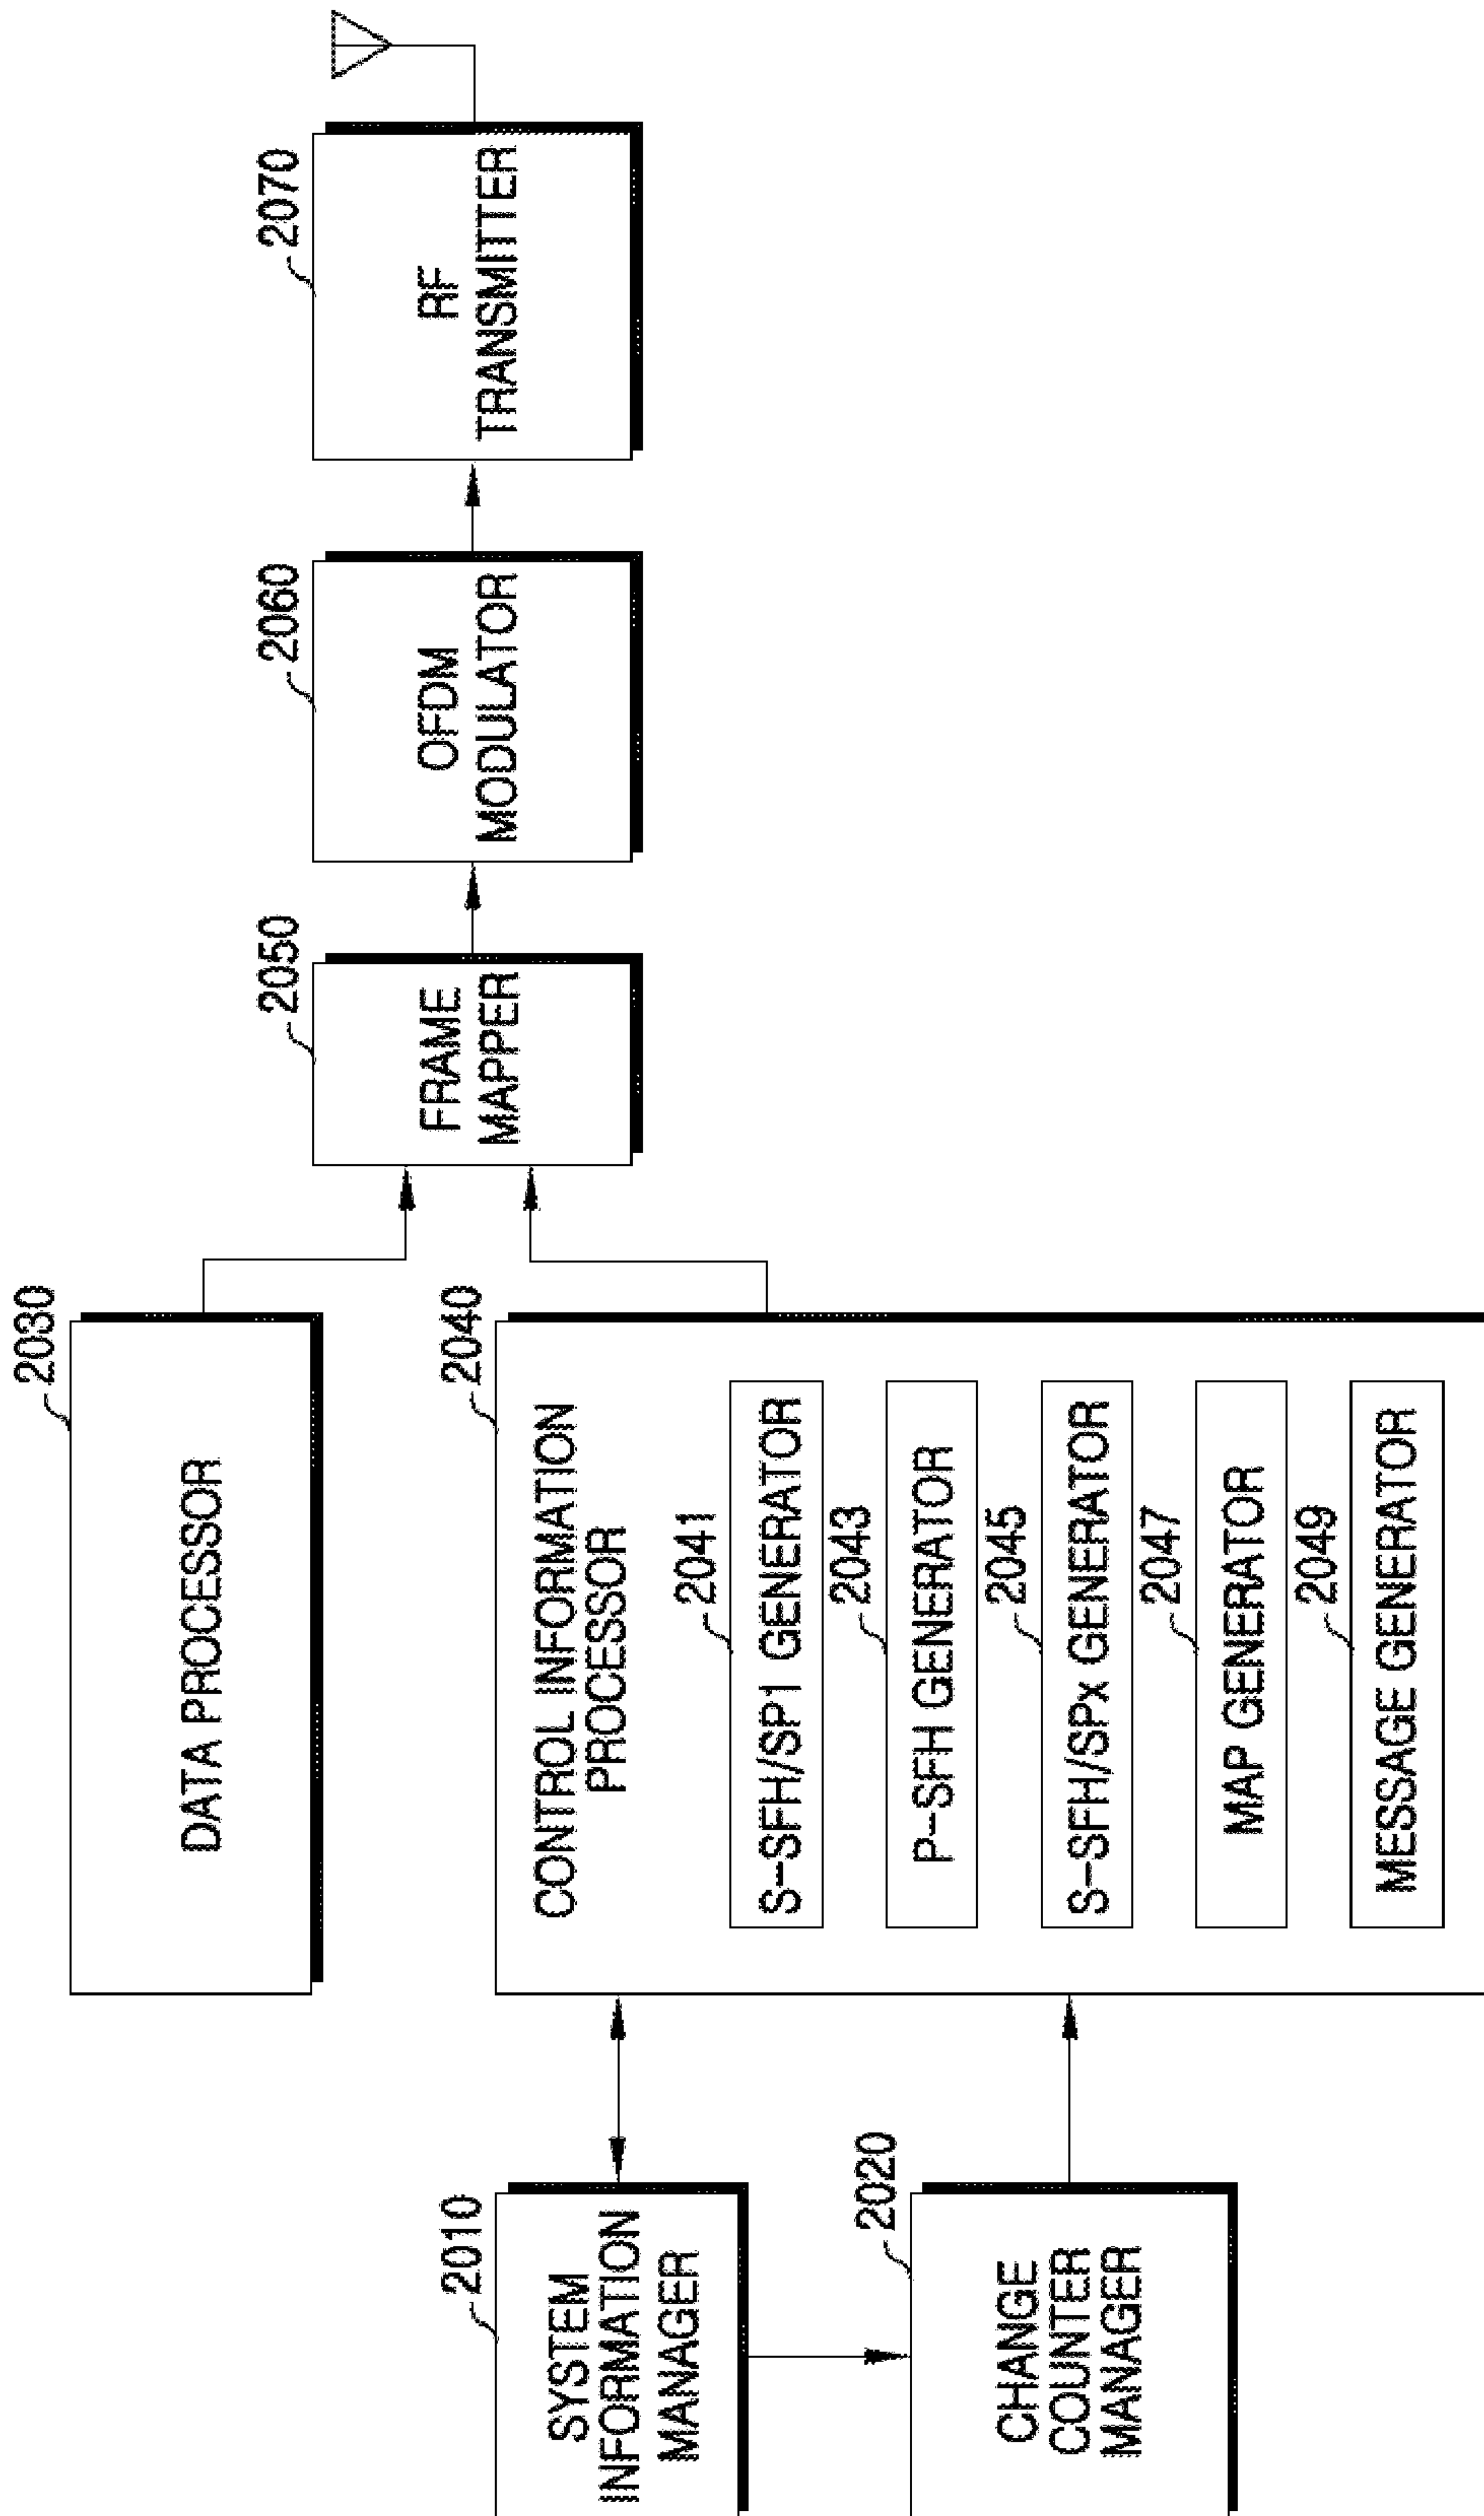 2010
SYSTEM
INFORMATION
MANAGER
2020
CHANGE
COUNTER
MANAGER
2030
DATA PROCESSOR
2040
CONTROL INFORMATION
PROCESSOR
2041
S-SFH/SP1 GENERATOR
2043
P-SFH GENERATOR
2045
S-SFH/SPx GENERATOR
2047
MAP GENERATOR
2049
MESSAGE GENERATOR
2050
FRAME
MAPPER
2060
OFDM
MODULATOR
2070
RF
TRANSMITTER